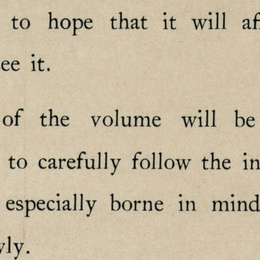 to hope that it will af
ee it.
of the volume will be
to carefully follow the in
especially borne in mind
yly.